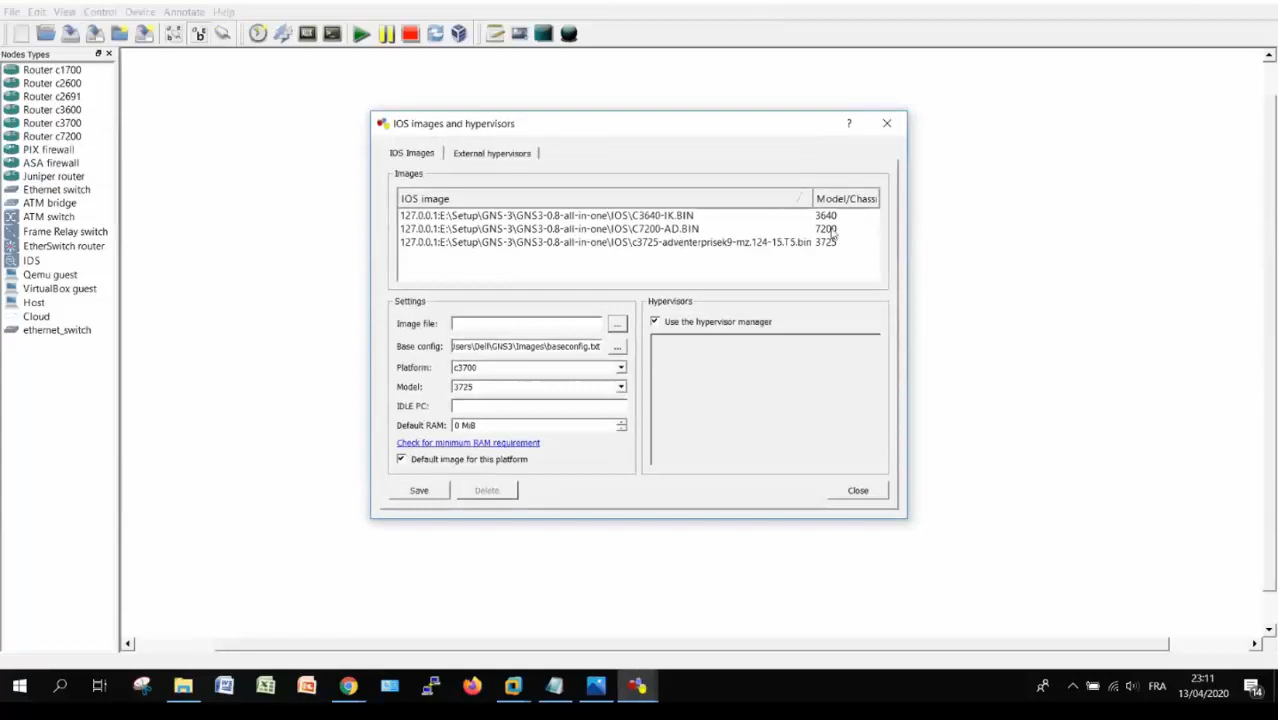 File Edit View Control Device Annotate Help
Nodes Types
Router c1700
Router c2600
Router c2691
Router c3600
Router c3700
Router c7200
PIX firewall
ASA firewall
Juniper router
Ethernet switch
ATM bridge
ATM switch
Frame Relay switch
EtherSwitch router
IDS
Qemu guest
VirtualBox guest
Host
Cloud
ethernet_switch
IOS images and hypervisors
IOS Images External hypervisors
Images
IOS image Model/Chassi
127.0.0.1:E:\Setup\GNS-3\GNS3-0.8-all-in-one\IOS\C3640-IK.BIN 3640
127.0.0.1:E:\Setup\GNS-3\GNS3-0.8-all-in-one\IOS\C7200-AD.BIN 7200
127.0.0.1:E:\Setup\GNS-3\GNS3-0.8-all-in-one\IOS\c3725-adventerprisek9-mz.124-15.T5.bin 3725
Settings
Image file: ...
Base config: Jsers\Dell\GNS3\Images\baseconfig.txt ...
Platform: c3700
Model: 3725
IDLE PC:
Default RAM: 0 MiB
Check for minimum RAM requirement
Default image for this platform
Save Delete
Hypervisors
Use the hypervisor manager
Close
FRA
23:11
13/04/2020
14